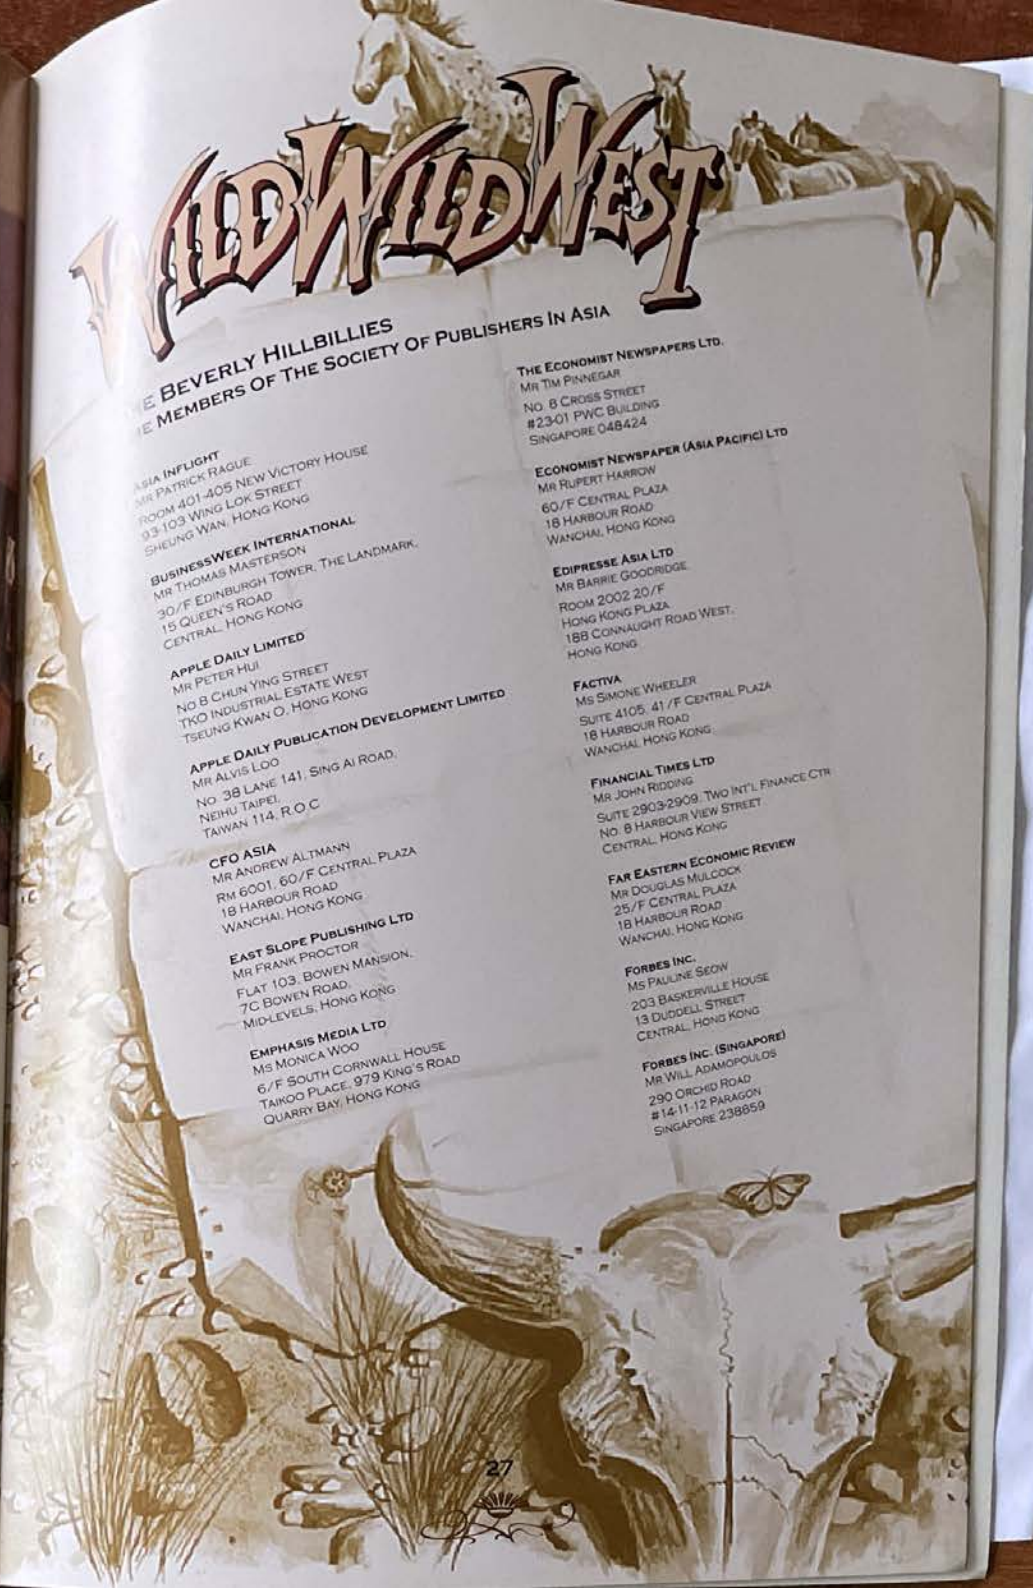 WILD WILD WEST
E BEVERLY HILLBILLIES
E MEMBERS OF THE SOCIETY OF PUBLISHERS IN ASIA
ASIA INFLIGHT
MR PATRICK RAGUE
ROOM 401-405 NEW VICTORY HOUSE
93-103 WING LOK STREET
SHEUNG WAN, HONG KONG
BUSINESSWEEK INTERNATIONAL
MR THOMAS MASTERSON
30/F EDINBURGH TOWER, THE LANDMARK,
15 QUEEN'S ROAD
CENTRAL, HONG KONG
APPLE DAILY LIMITED
MR PETER HUI
NO 8 CHUN YING STREET
TKO INDUSTRIAL ESTATE WEST
TSEUNG KWAN O, HONG KONG
APPLE DAILY PUBLICATION DEVELOPMENT LIMITED
MR ALVIS LOO
NO. 38 LANE 141, SING AI ROAD,
NEIHU TAIPEI,
TAIWAN 114, R.O.C
CFO ASIA
MR ANDREW ALTMANN
RM 6001, 60/F CENTRAL PLAZA
18 HARBOUR ROAD
WANCHAI, HONG KONG
EAST SLOPE PUBLISHING LTD
MR FRANK PROCTOR
FLAT 103, BOWEN MANSION,
7C BOWEN ROAD,
MID-LEVELS, HONG KONG
EMPHASIS MEDIA LTD
MS MONICA WOO
6/F SOUTH CORNWALL HOUSE
TAIKOO PLACE, 979 KING'S ROAD
QUARRY BAY, HONG KONG
THE ECONOMIST NEWSPAPERS LTD.
MR TIM PINNEGAR
NO. 8 CROSS STREET
#23-01 PWC BUILDING
SINGAPORE 048424
ECONOMIST NEWSPAPER (ASIA PACIFIC) LTD
MR RUPERT HARROW
60/F CENTRAL PLAZA
18 HARBOUR ROAD
WANCHAI, HONG KONG
EDIPRESSE ASIA LTD
MR BARRIE GOODRIDGE
ROOM 2002 20/F
HONG KONG PLAZA
188 CONNAUGHT ROAD WEST,
HONG KONG
FACTIVA
MS SIMONE WHEELER
SUITE 4105, 41/F CENTRAL PLAZA
18 HARBOUR ROAD
WANCHAI, HONG KONG
FINANCIAL TIMES LTD
MR JOHN RIDDING
SUITE 2903-2909, TWO INT'L FINANCE CTR
NO. 8 HARBOUR VIEW STREET
CENTRAL, HONG KONG
FAR EASTERN ECONOMIC REVIEW
MR DOUGLAS MULCOCK
25/F CENTRAL PLAZA
18 HARBOUR ROAD
WANCHAI, HONG KONG
FORBES INC.
MS PAULINE SEOW
203 BASKERVILLE HOUSE
13 DUDDELL STREET
CENTRAL, HONG KONG
FORBES INC. (SINGAPORE)
MR WILL ADAMOPOULOS
290 ORCHID ROAD
#14-11-12 PARAGON
SINGAPORE 238859
27